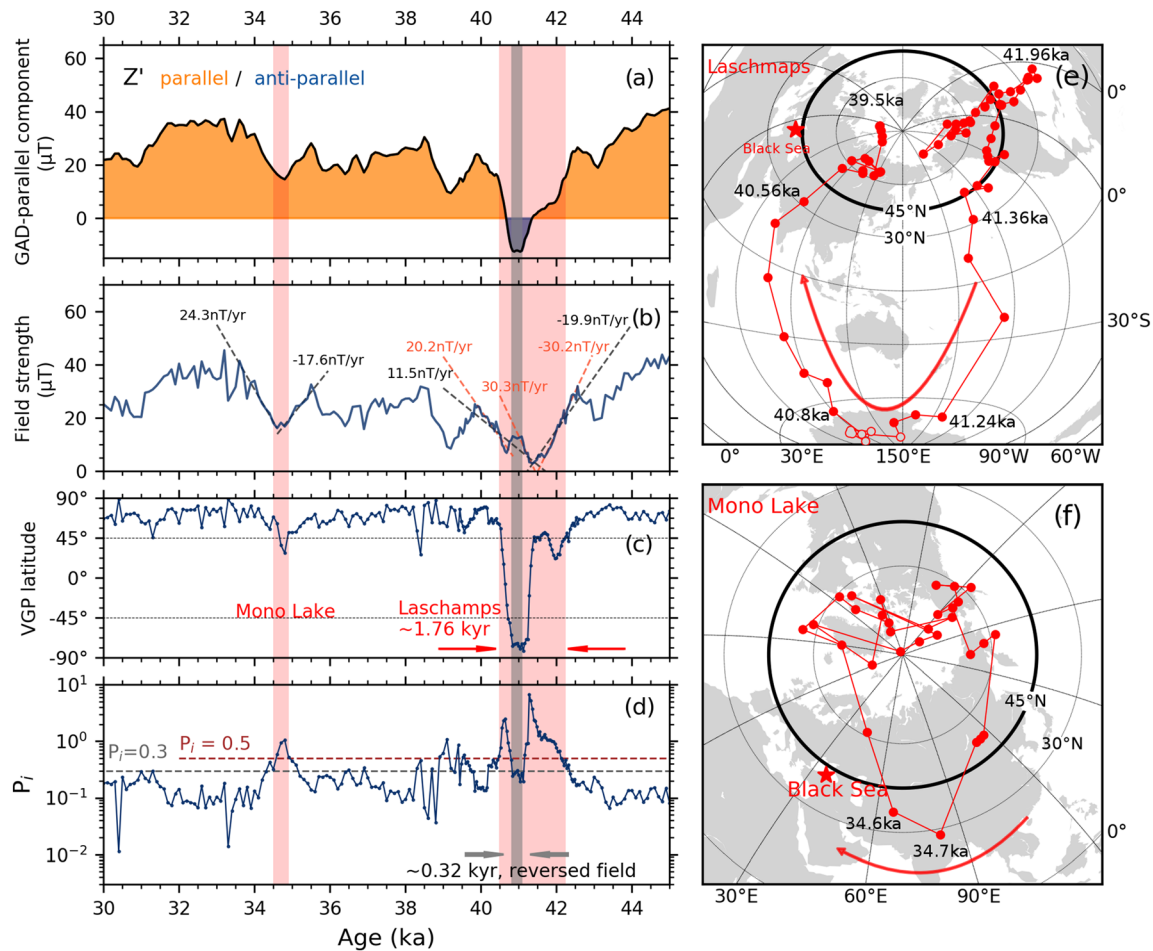 30 32 34 36 38 40 42 44
GAD-parallel component
(μT)
60
40
20
0
Z' parallel / anti-parallel
(a)
Field strength
(μT)
60
40
20
0
(b)
24.3nT/yr
-17.6nT/yr
20.2nT/yr
11.5nT/yr
30.3nT/yr
-19.9nT/yr
-30.2nT/yr
VGP latitude
90°
45°
0°
-45°
-90°
(c)
Mono Lake
Laschamps
~1.76 kyr
Pi
10¹
10⁰
10⁻¹
10⁻²
(d)
Pi=0.3
Pi = 0.5
~0.32 kyr, reversed field
30 32 34 36 38 40 42 44
Age (ka)
Laschmaps
(e)
41.96ka
39.5ka
Black Sea
40.56ka
45°N
30°N
41.36ka
40.8ka
41.24ka
0°
0°
30°S
0° 30°E 150°E 90°W 60°W
Mono Lake
(f)
45°N
30°N
Black Sea
34.6ka
34.7ka
0°
30°E 60°E 90°E